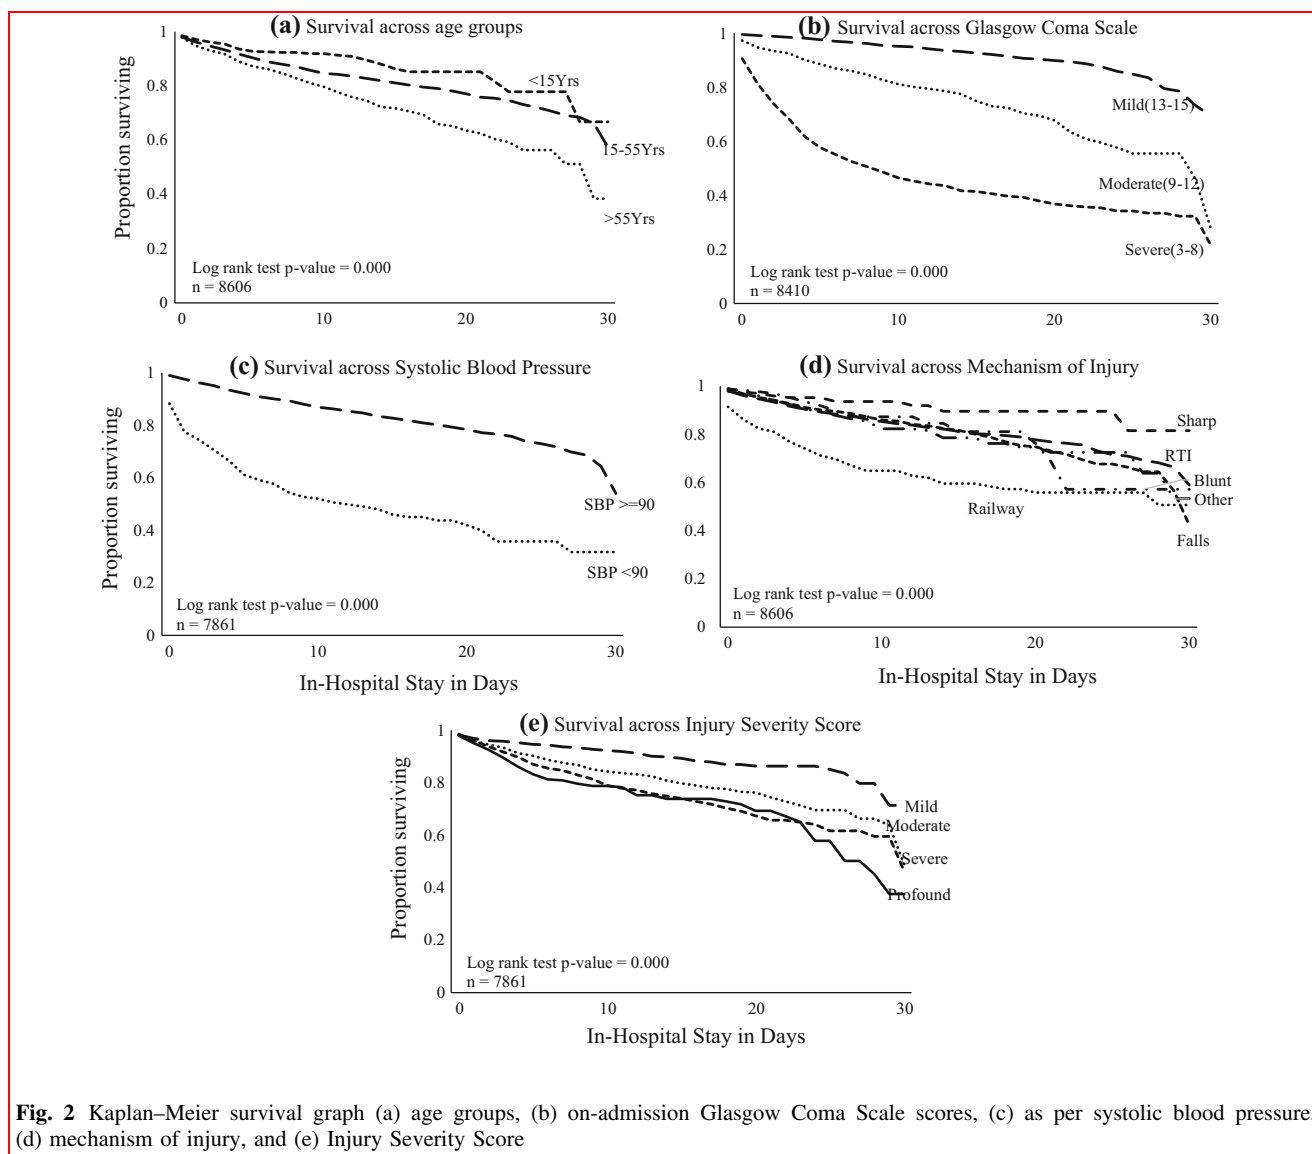 (a) Survival across age groups
Proportion surviving
1
0.8
0.6
0.4
0.2
0
<15Yrs
15-55Yrs
>55Yrs
Log rank test p-value = 0.000
n = 8606
0 10 20 30
(b) Survival across Glasgow Coma Scale
1
0.8
0.6
0.4
0.2
0
Mild(13-15)
Moderate(9-12)
Severe(3-8)
Log rank test p-value = 0.000
n = 8410
0 10 20 30
(c) Survival across Systolic Blood Pressure
Proportion surviving
1
0.8
0.6
0.4
0.2
0
SBP >=90
SBP <90
Log rank test p-value = 0.000
n = 7861
0 10 20 30
In-Hospital Stay in Days
(d) Survival across Mechanism of Injury
1
0.8
0.6
0.4
0.2
0
Sharp
RTI
Blunt
Other
Railway
Falls
Log rank test p-value = 0.000
n = 8606
0 10 20 30
In-Hospital Stay in Days
(e) Survival across Injury Severity Score
Proportion surviving
1
0.8
0.6
0.4
0.2
0
Mild
Moderate
Severe
Profound
Log rank test p-value = 0.000
n = 7861
0 10 20 30
In-Hospital Stay in Days
Fig. 2 Kaplan–Meier survival graph (a) age groups, (b) on-admission Glasgow Coma Scale scores, (c) as per systolic blood pressure,
(d) mechanism of injury, and (e) Injury Severity Score